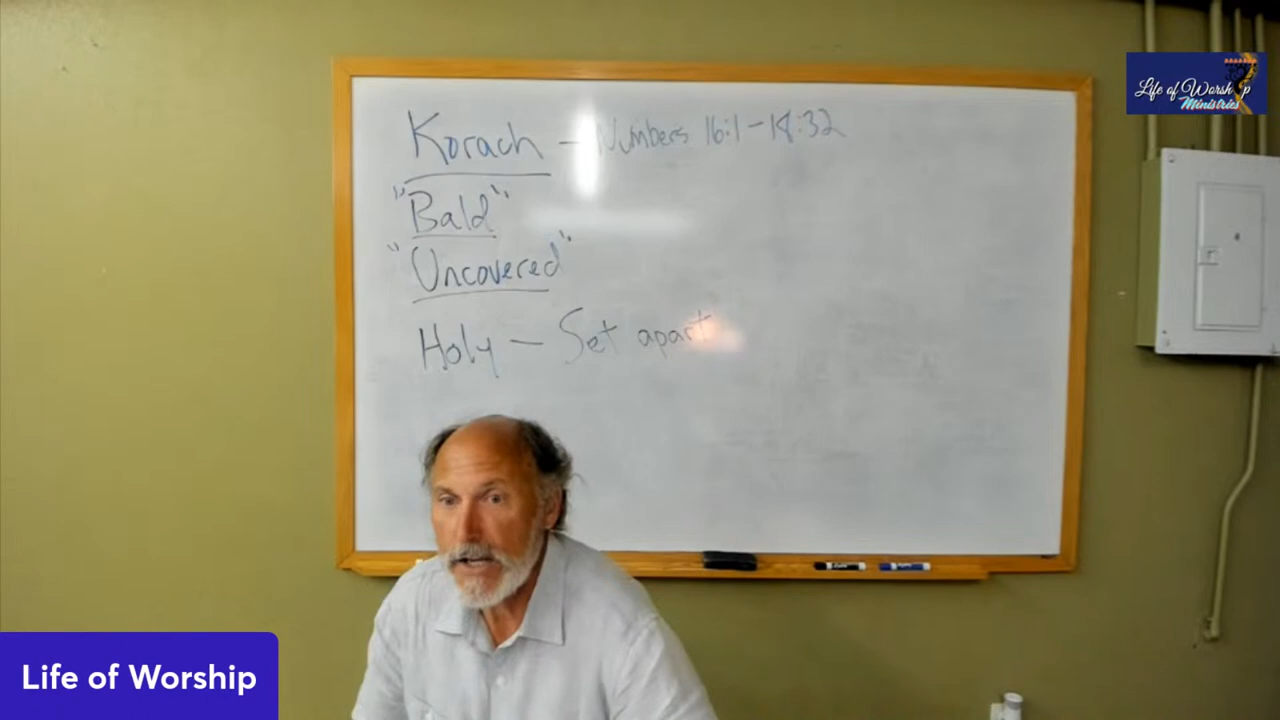 Korach - Numbers 16:1-18:32
"Bald"
"Uncovered"
Holy - Set apart
Life of Worship
Ministries
Life of Worship